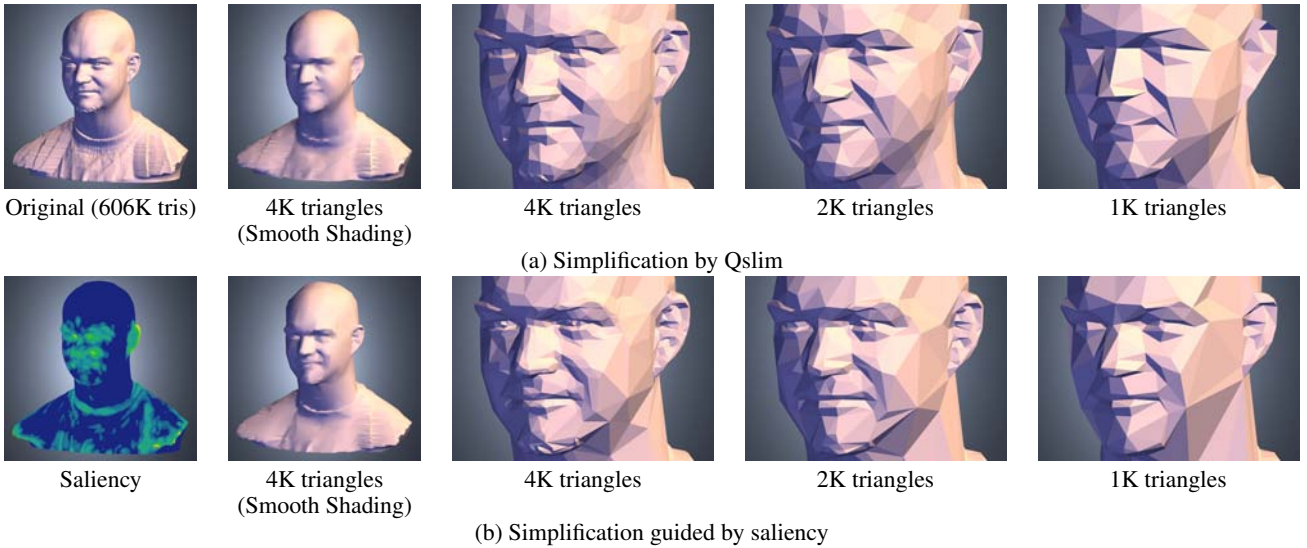 Original (606K tris)
4K triangles
(Smooth Shading)
4K triangles
2K triangles
1K triangles
(a) Simplification by Qslim
Saliency
4K triangles
(Smooth Shading)
4K triangles
2K triangles
1K triangles
(b) Simplification guided by saliency